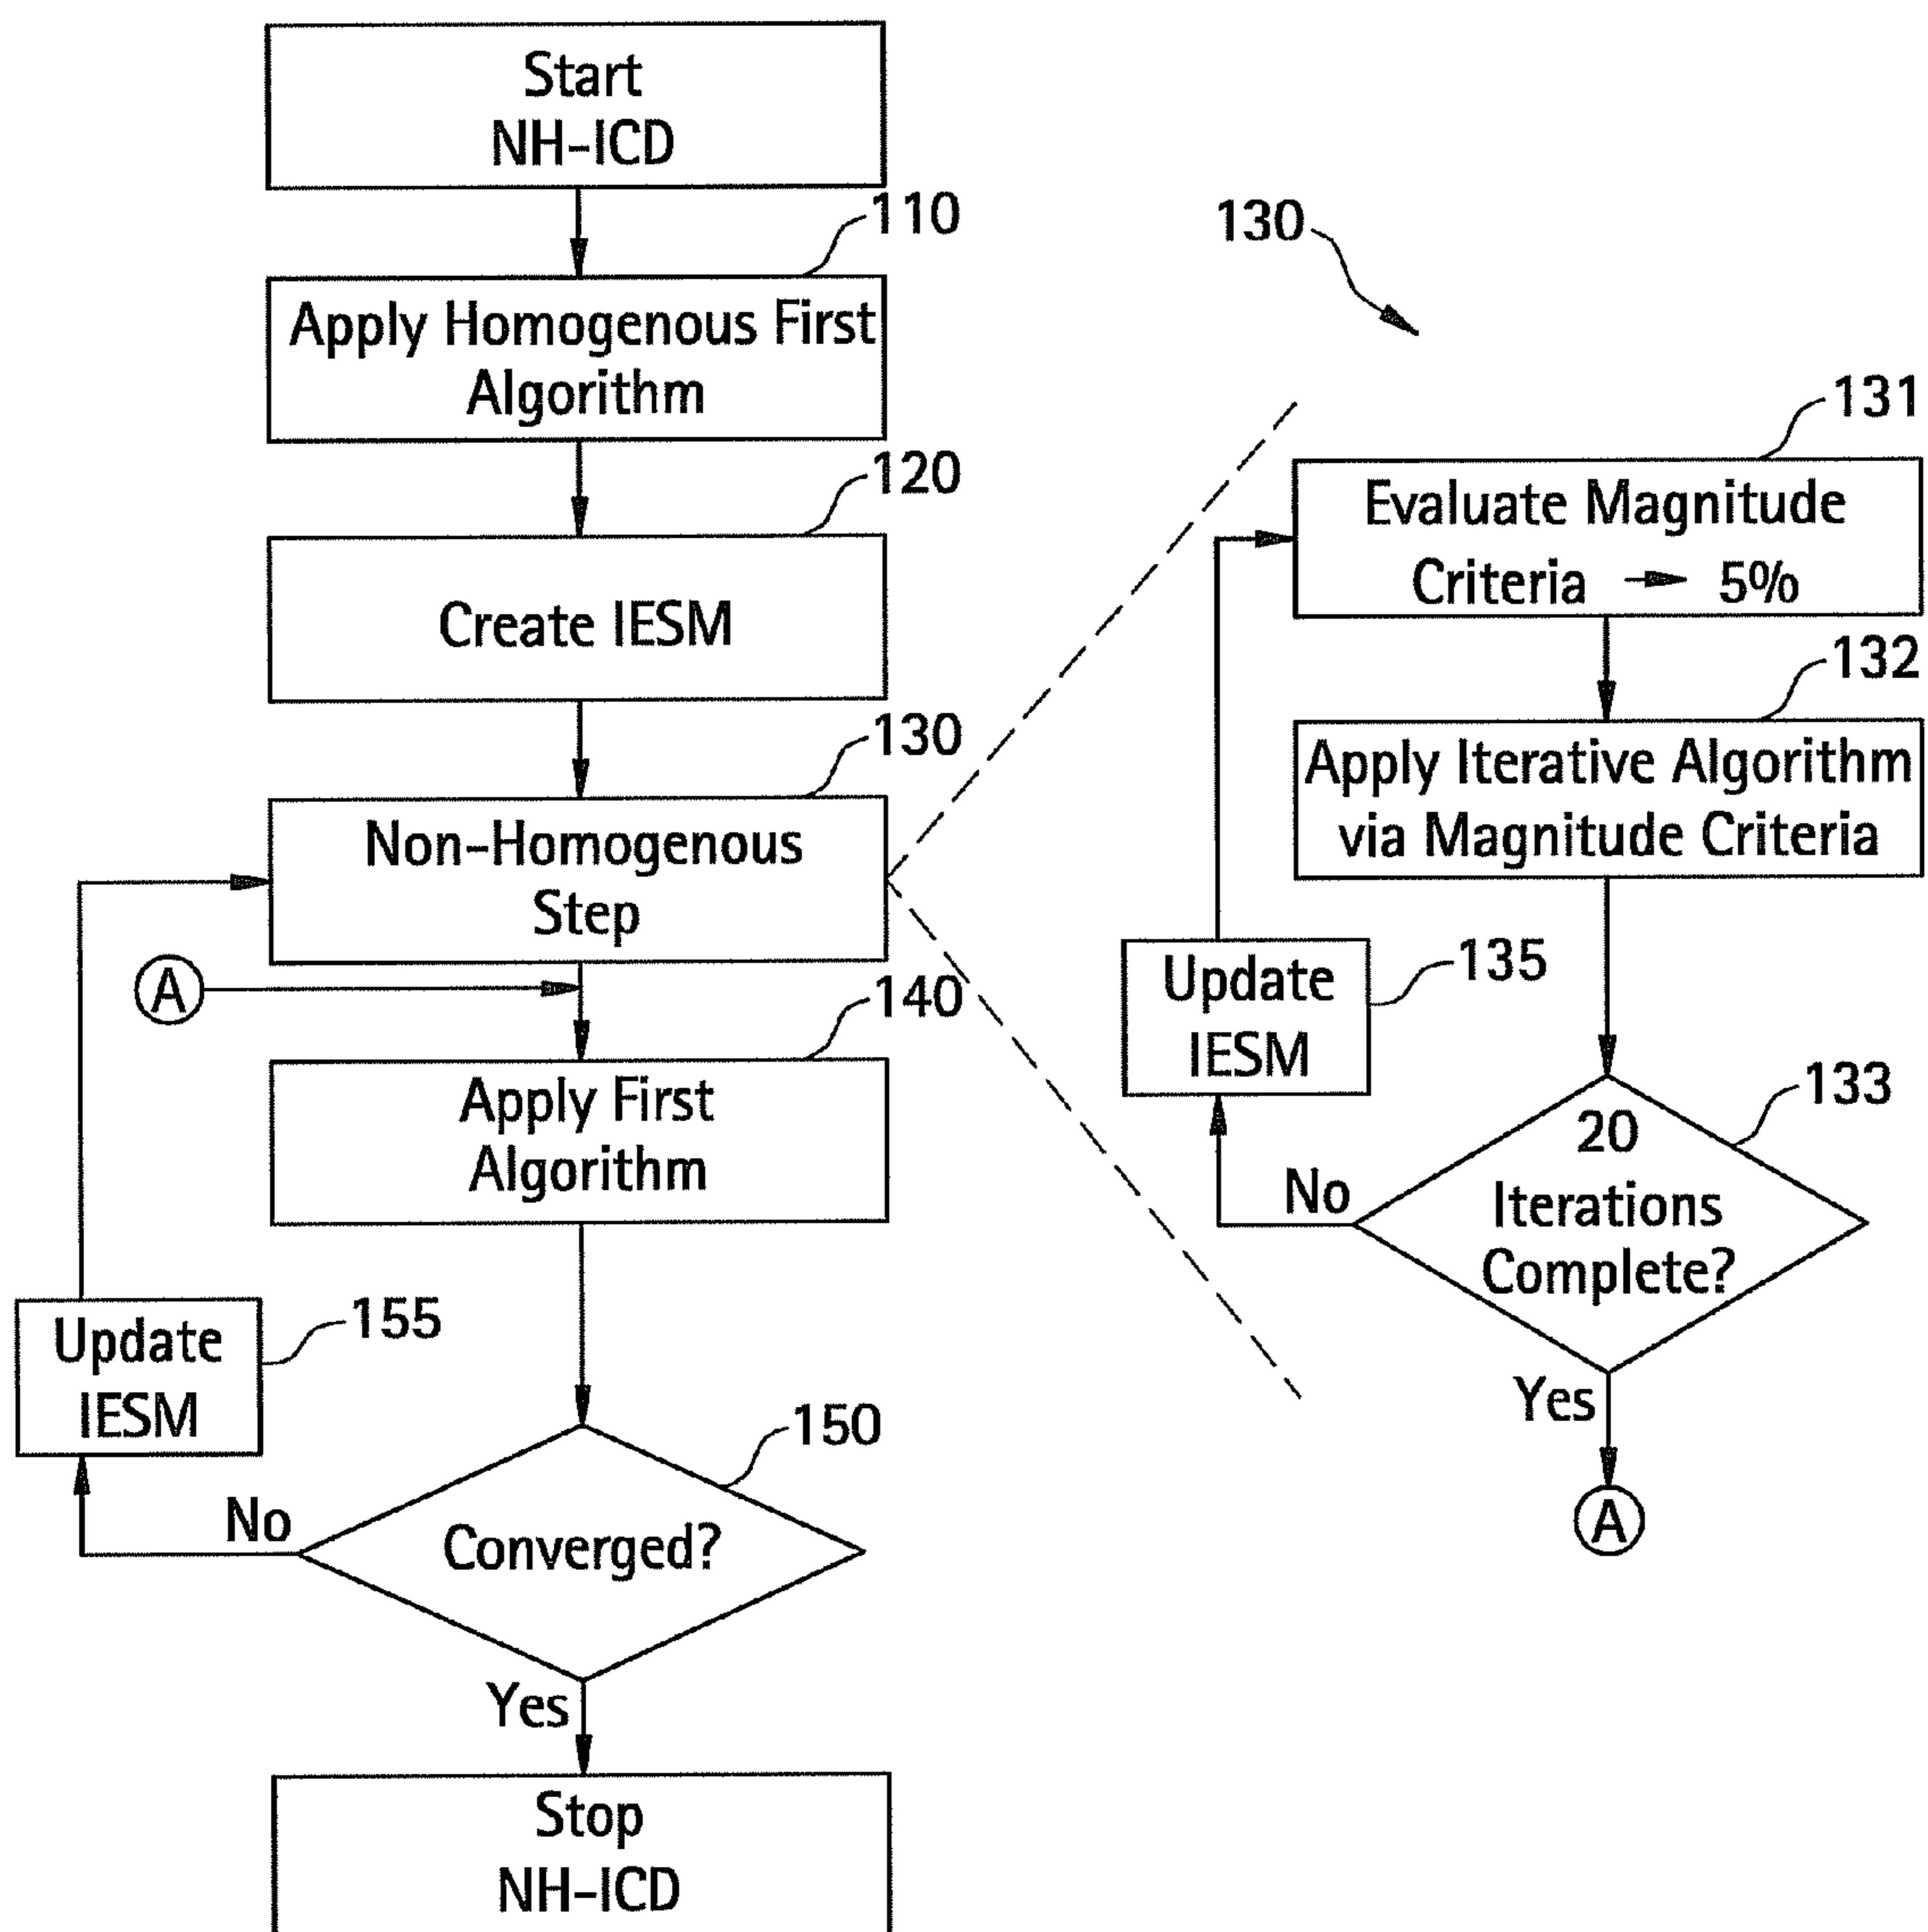 Start
NH-ICD
110
Apply Homogenous First
Algorithm
120
Create IESM
130
Non-Homogenous
Step
A
140
Apply First
Algorithm
155
Update
IESM
150
Converged?
No
Yes
Stop
NH-ICD
130
131
Evaluate Magnitude
Criteria → 5%
132
Apply Iterative Algorithm
via Magnitude Criteria
135
Update
IESM
133
20
Iterations
Complete?
No
Yes
A